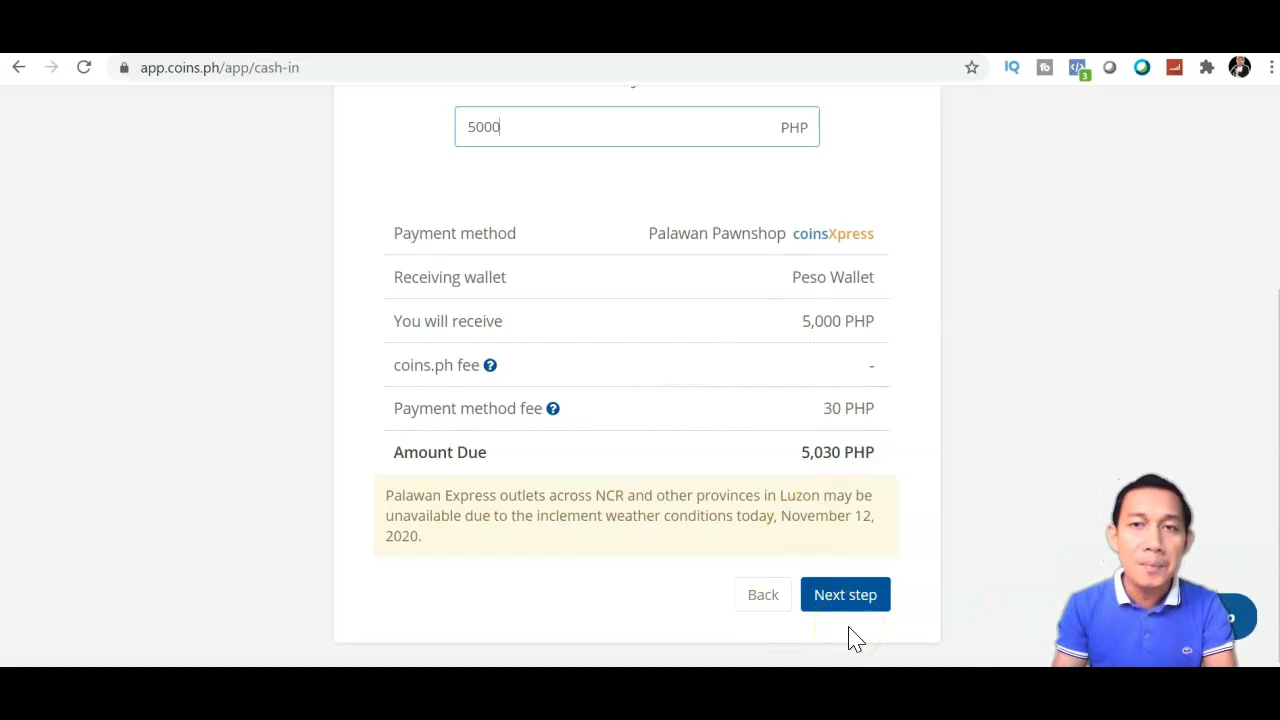 app.coins.ph/app/cash-in
IQ
tb
3
5000 PHP
Payment method Palawan Pawnshop coinsXpress
Receiving wallet Peso Wallet
You will receive 5,000 PHP
coins.ph fee ? -
Payment method fee ? 30 PHP
Amount Due 5,030 PHP
Palawan Express outlets across NCR and other provinces in Luzon may be
unavailable due to the inclement weather conditions today, November 12,
2020.
Back Next step